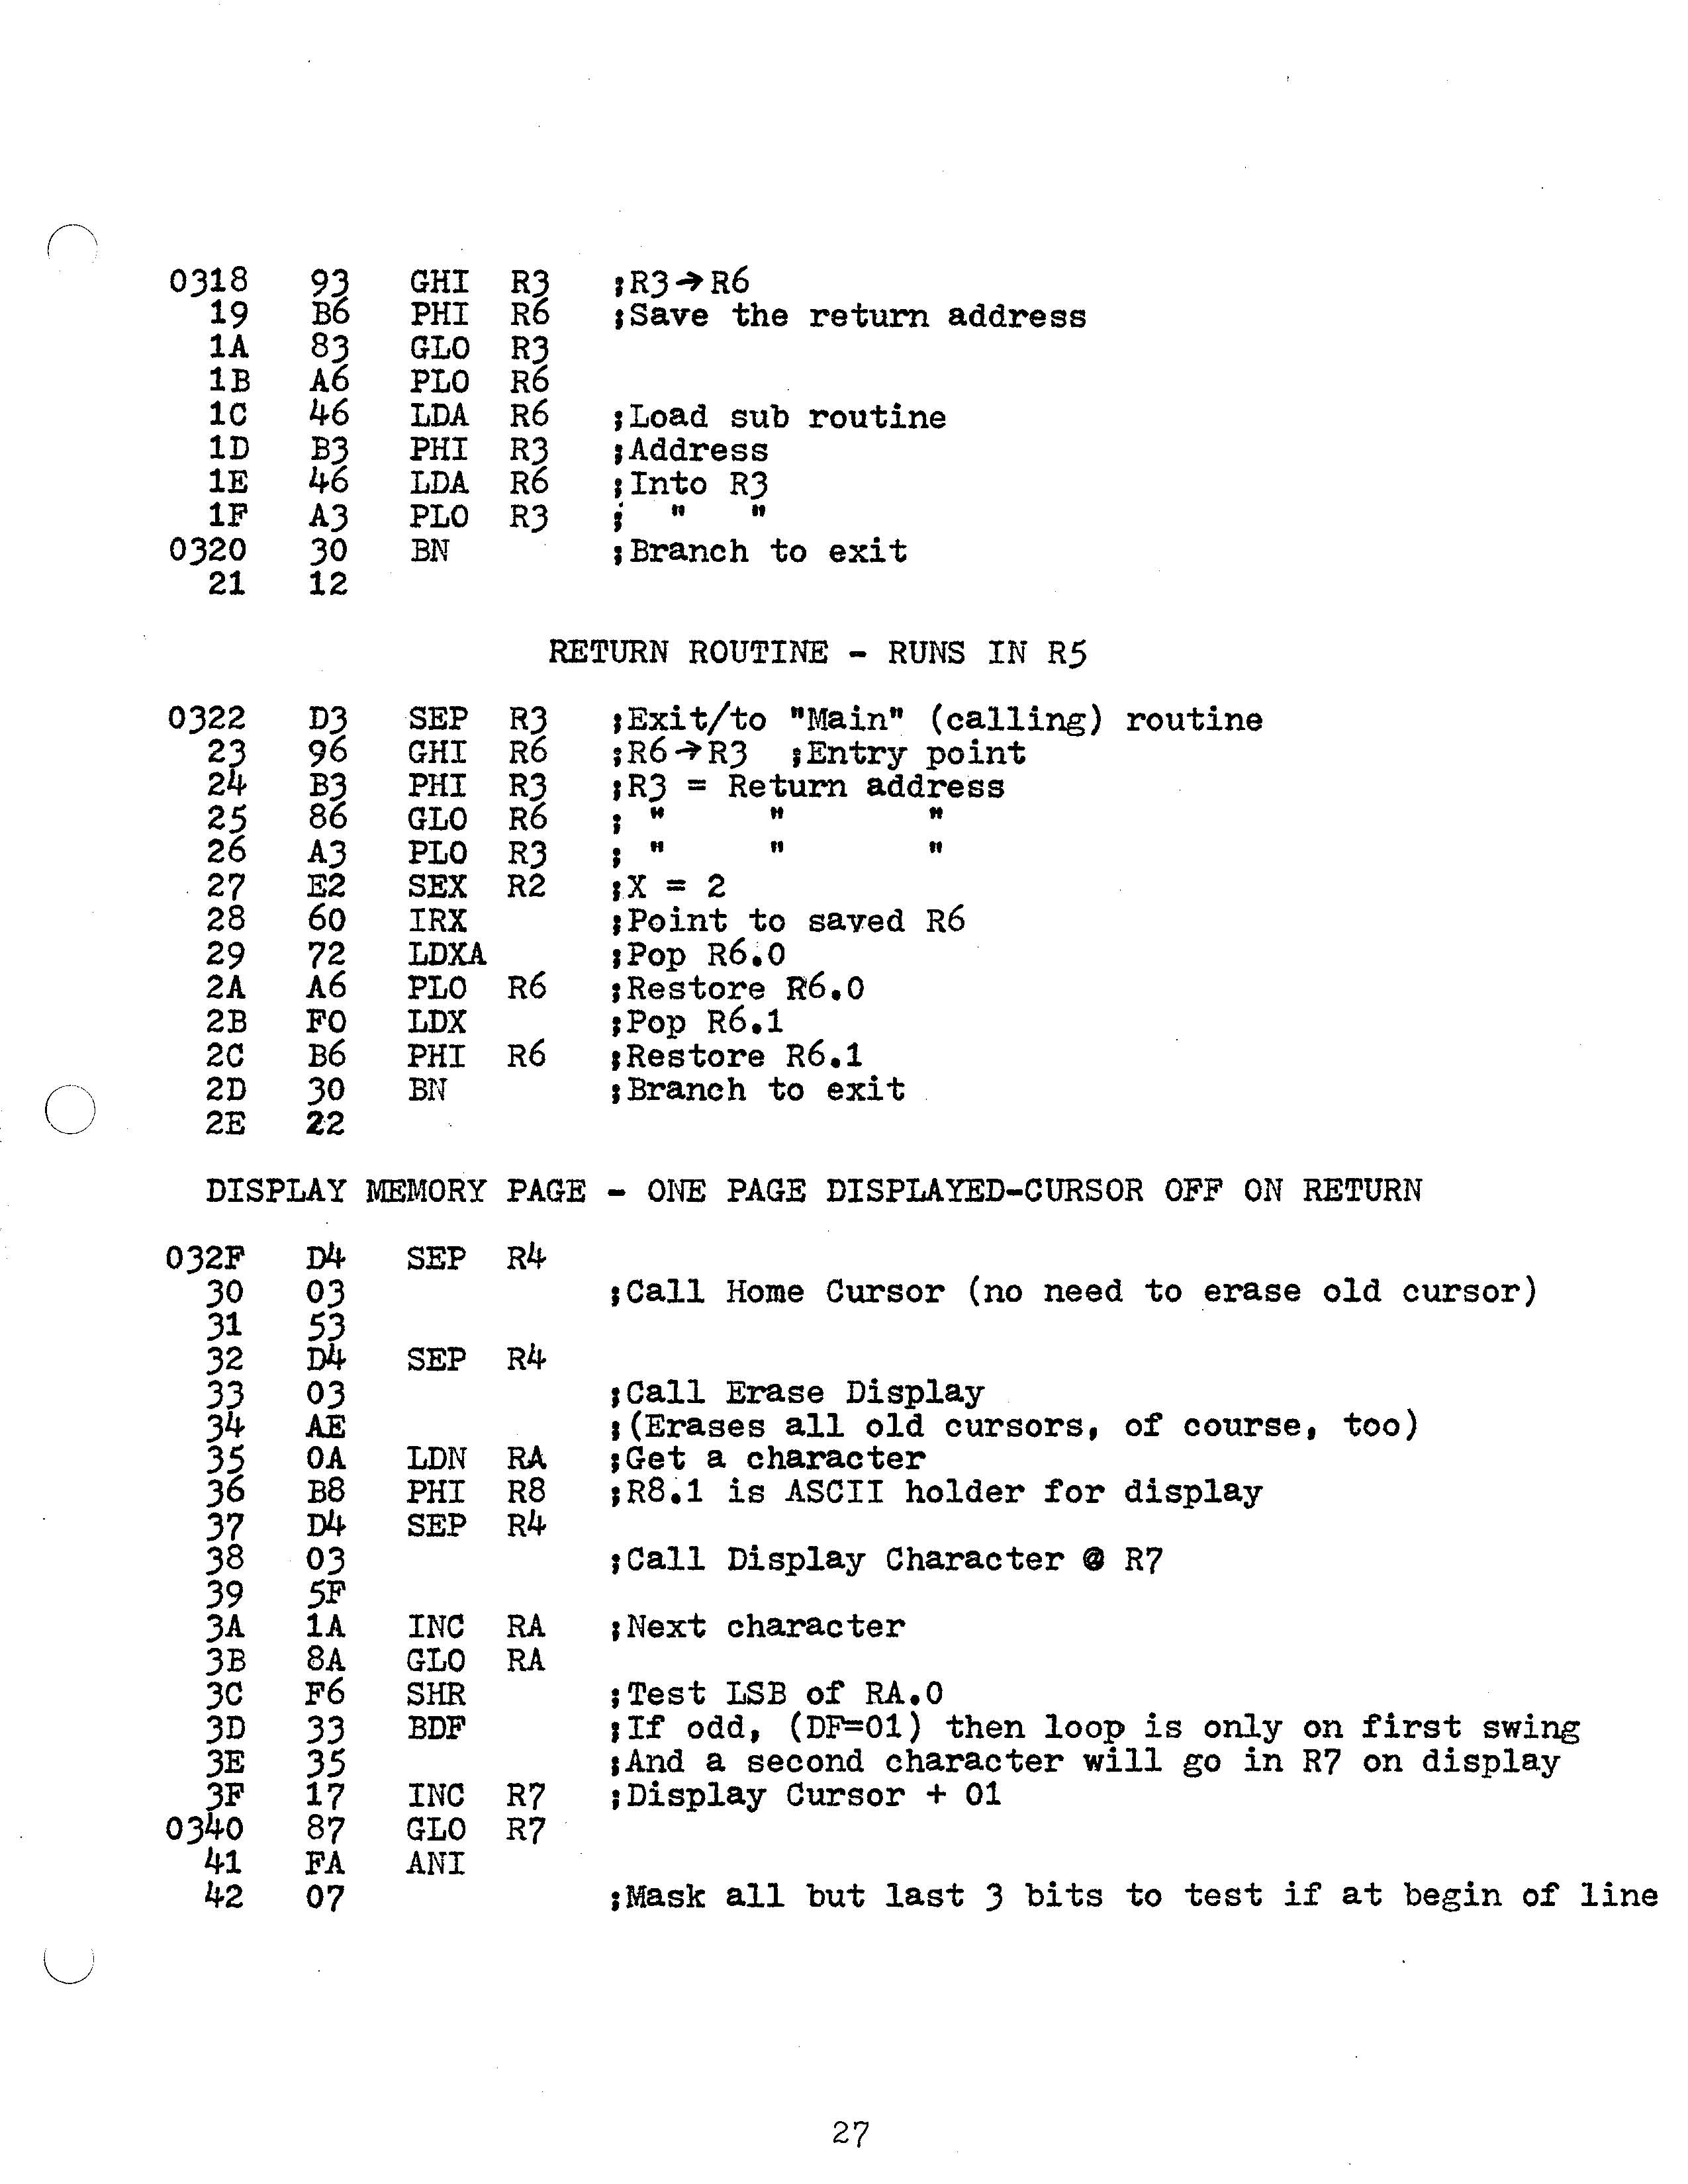 0318 93 GHI R3 ;R3→R6
19 B6 PHI R6 ;Save the return address
1A 83 GLO R3
1B A6 PLO R6
1C 46 LDA R6 ;Load sub routine
1D B3 PHI R3 ;Address
1E 46 LDA R6 ;Into R3
1F A3 PLO R3 ; " "
0320 30 BN ;Branch to exit
21 12
RETURN ROUTINE - RUNS IN R5
0322 D3 SEP R3 ;Exit/to "Main" (calling) routine
23 96 GHI R6 ;R6→R3 ;Entry point
24 B3 PHI R3 ;R3 = Return address
25 86 GLO R6 ; " " "
26 A3 PLO R3 ; " " "
27 E2 SEX R2 ;X = 2
28 60 IRX ;Point to saved R6
29 72 LDXA ;Pop R6.0
2A A6 PLO R6 ;Restore R6.0
2B F0 LDX ;Pop R6.1
2C B6 PHI R6 ;Restore R6.1
2D 30 BN ;Branch to exit
2E 22
DISPLAY MEMORY PAGE - ONE PAGE DISPLAYED-CURSOR OFF ON RETURN
032F D4 SEP R4
30 03 ;Call Home Cursor (no need to erase old cursor)
31 53
32 D4 SEP R4
33 03 ;Call Erase Display
34 AE ;(Erases all old cursors, of course, too)
35 0A LDN RA ;Get a character
36 B8 PHI R8 ;R8.1 is ASCII holder for display
37 D4 SEP R4
38 03 ;Call Display Character @ R7
39 5F
3A 1A INC RA ;Next character
3B 8A GLO RA
3C F6 SHR ;Test LSB of RA.0
3D 33 BDF ;If odd, (DF=01) then loop is only on first swing
3E 35 ;And a second character will go in R7 on display
3F 17 INC R7 ;Display Cursor + 01
0340 87 GLO R7
41 FA ANI
42 07 ;Mask all but last 3 bits to test if at begin of line
27